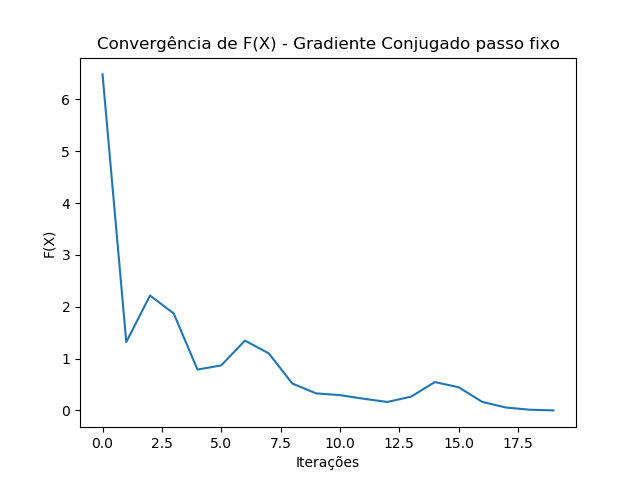 Convergência de F(X) - Gradiente Conjugado passo fixo
F(X)
6
5
4
3
2
1
0
0.0 2.5 5.0 7.5 10.0 12.5 15.0 17.5
Iterações